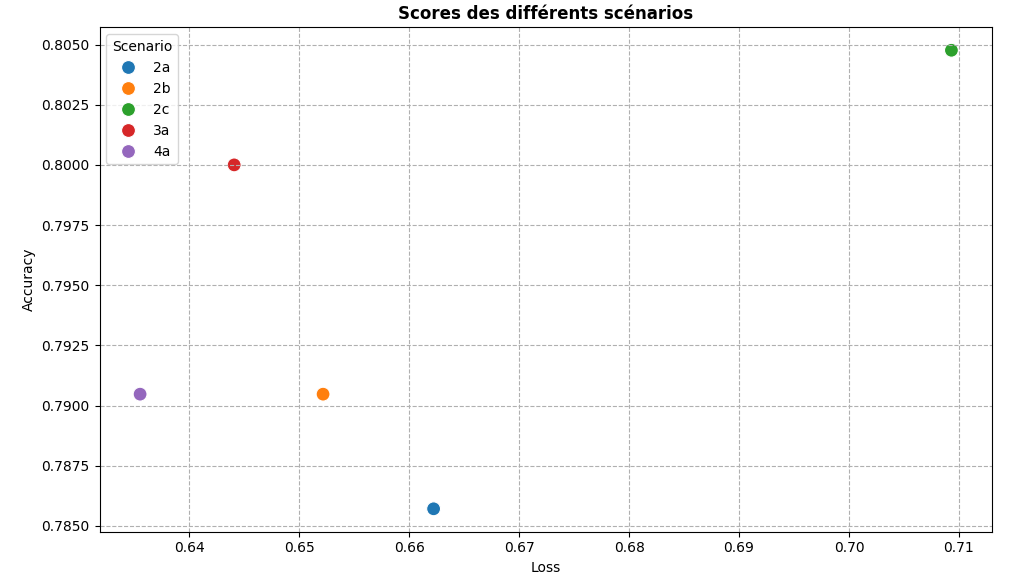 Scores des différents scénarios
Scenario
2a
2b
2c
3a
4a
Accuracy
0.8050
0.8025
0.8000
0.7975
0.7950
0.7925
0.7900
0.7875
0.7850
0.64 0.65 0.66 0.67 0.68 0.69 0.70 0.71
Loss